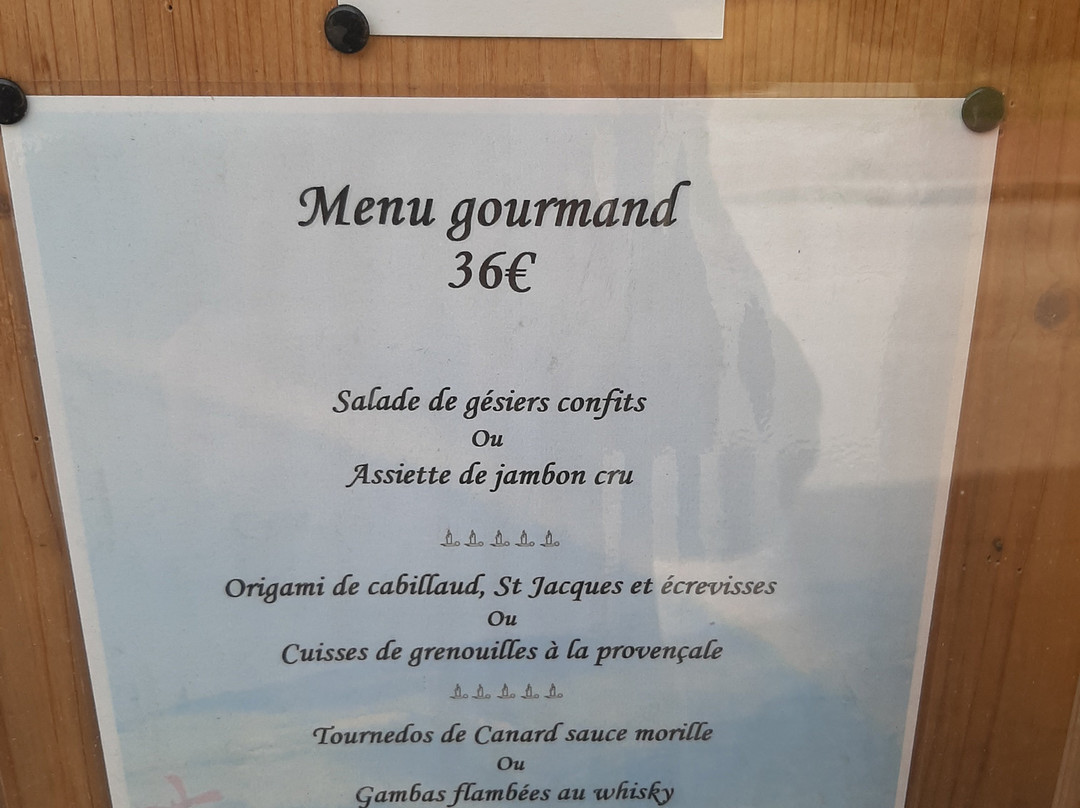 Menu gourmand
36€
Salade de gésiers confits
Ou
Assiette de jambon cru
Origami de cabillaud, St Jacques et écrevisses
Ou
Cuisses de grenouilles à la provençale
Tournedos de Canard sauce morille
Ou
Gambas flambées au whisky